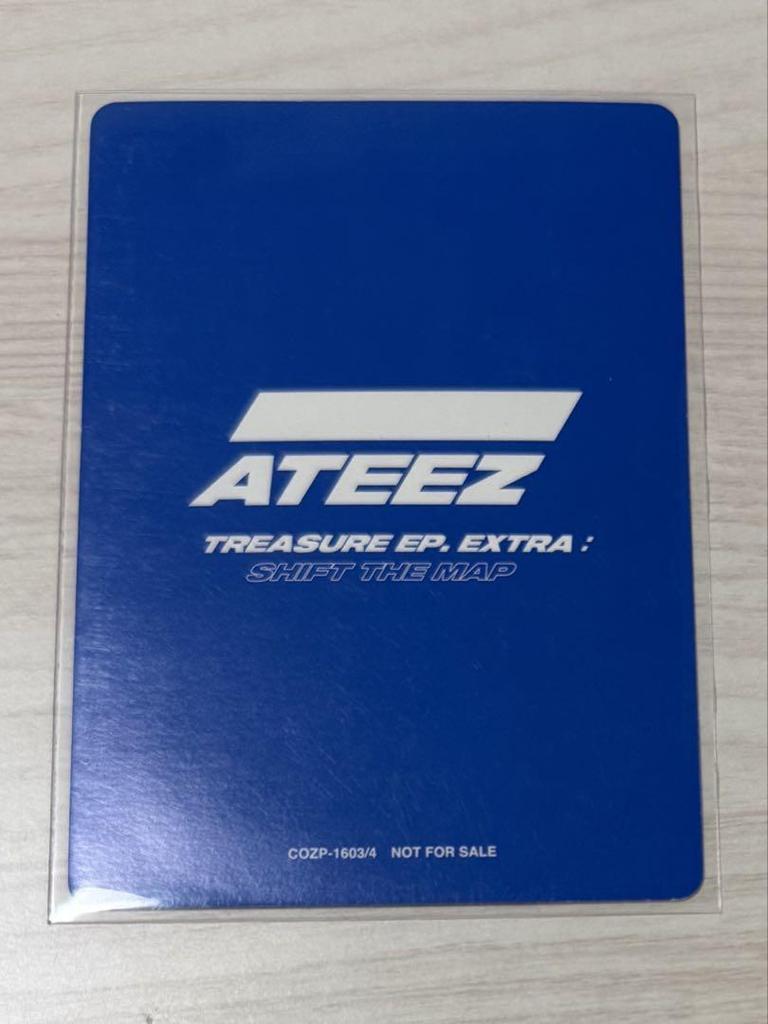 ATEEZ
TREASURE EP. EXTRA :
SHIFT THE MAP
COZP-1603/4 NOT FOR SALE